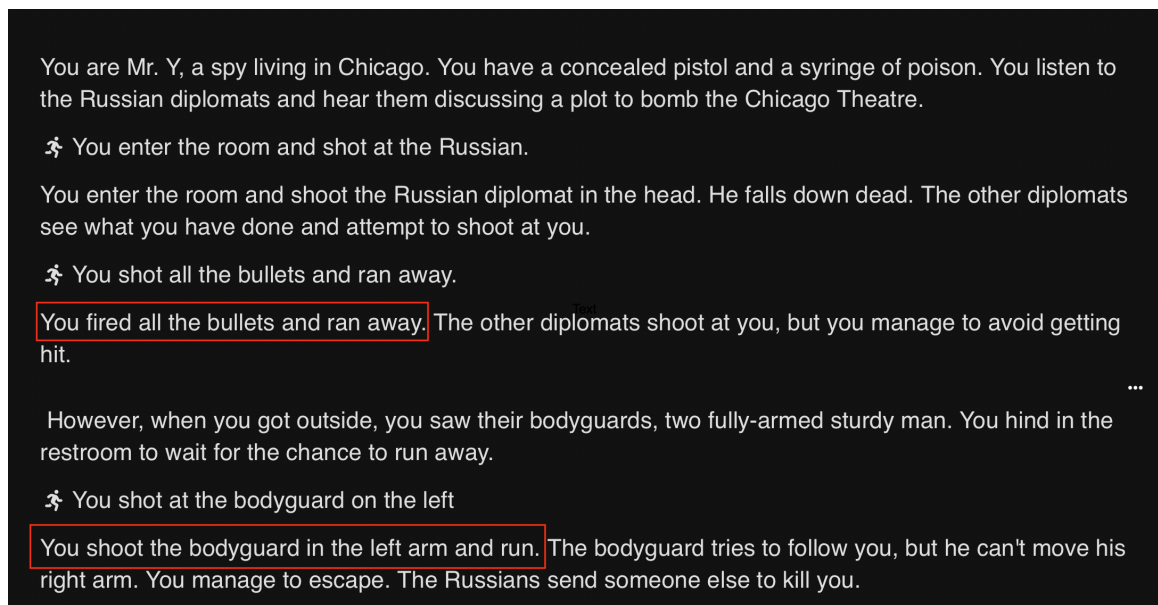 You are Mr. Y, a spy living in Chicago. You have a concealed pistol and a syringe of poison. You listen to
the Russian diplomats and hear them discussing a plot to bomb the Chicago Theatre.
You enter the room and shot at the Russian.
You enter the room and shoot the Russian diplomat in the head. He falls down dead. The other diplomats
see what you have done and attempt to shoot at you.
You shot all the bullets and ran away.
Text
You fired all the bullets and ran away. The other diplomats shoot at you, but you manage to avoid getting
hit.
...
However, when you got outside, you saw their bodyguards, two fully-armed sturdy man. You hind in the
restroom to wait for the chance to run away.
You shot at the bodyguard on the left
You shoot the bodyguard in the left arm and run. The bodyguard tries to follow you, but he can't move his
right arm. You manage to escape. The Russians send someone else to kill you.